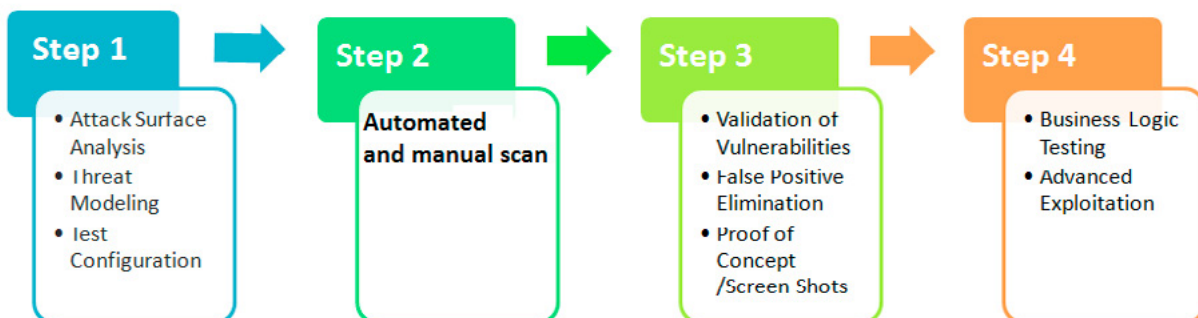 Step 1
• Attack Surface
Analysis
• Threat
Modeling
• Test
Configuration
Step 2
Automated
and manual scan
Step 3
• Validation of
Vulnerabilities
• False Positive
Elimination
• Proof of
Concept
/Screen Shots
Step 4
• Business Logic
Testing
• Advanced
Exploitation